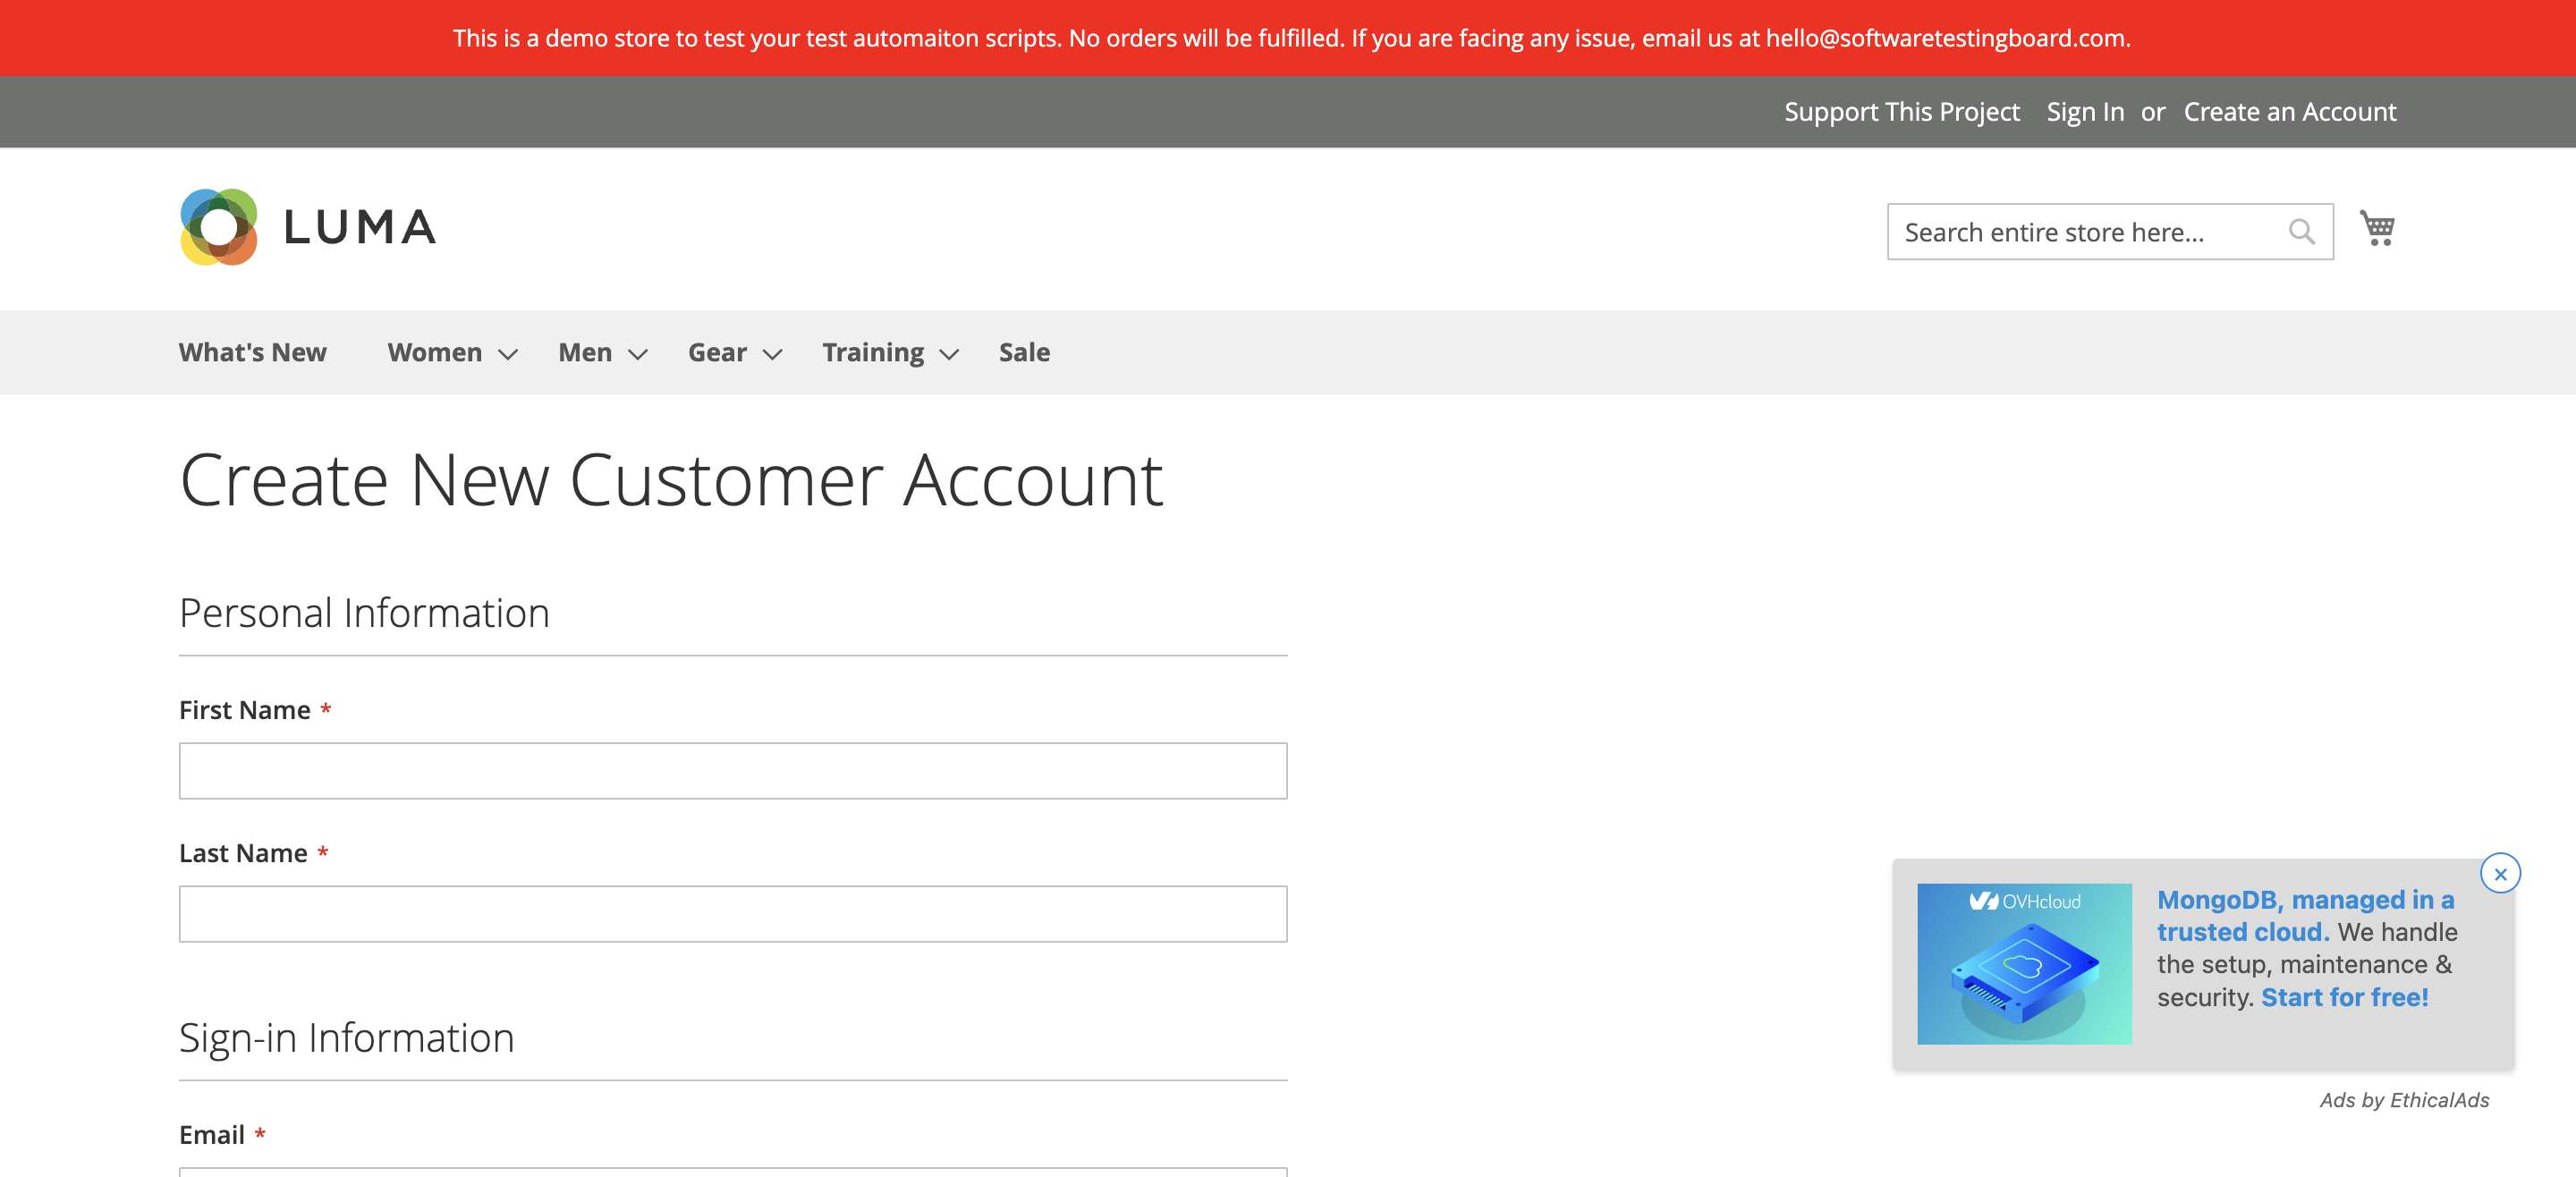 This is a demo store to test your test automaiton scripts. No orders will be fulfilled. If you are facing any issue, email us at hello@softwaretestingboard.com.
Support This Project Sign In or Create an Account
LUMA
Search entire store here...
What's New Women Men Gear Training Sale
Create New Customer Account
Personal Information
First Name *
Last Name *
Sign-in Information
Email *
OVHcloud
MongoDB, managed in a
trusted cloud. We handle
the setup, maintenance &
security. Start for free!
Ads by EthicalAds